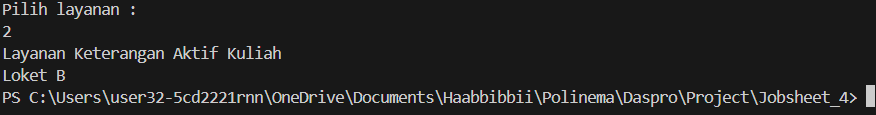 Pilih layanan :
2
Layanan Keterangan Aktif Kuliah
Loket B
PS C:\Users\user32-5cd2221rnn\OneDrive\Documents\Haabbibbii\Polinema\Daspro\Project\Jobsheet_4>